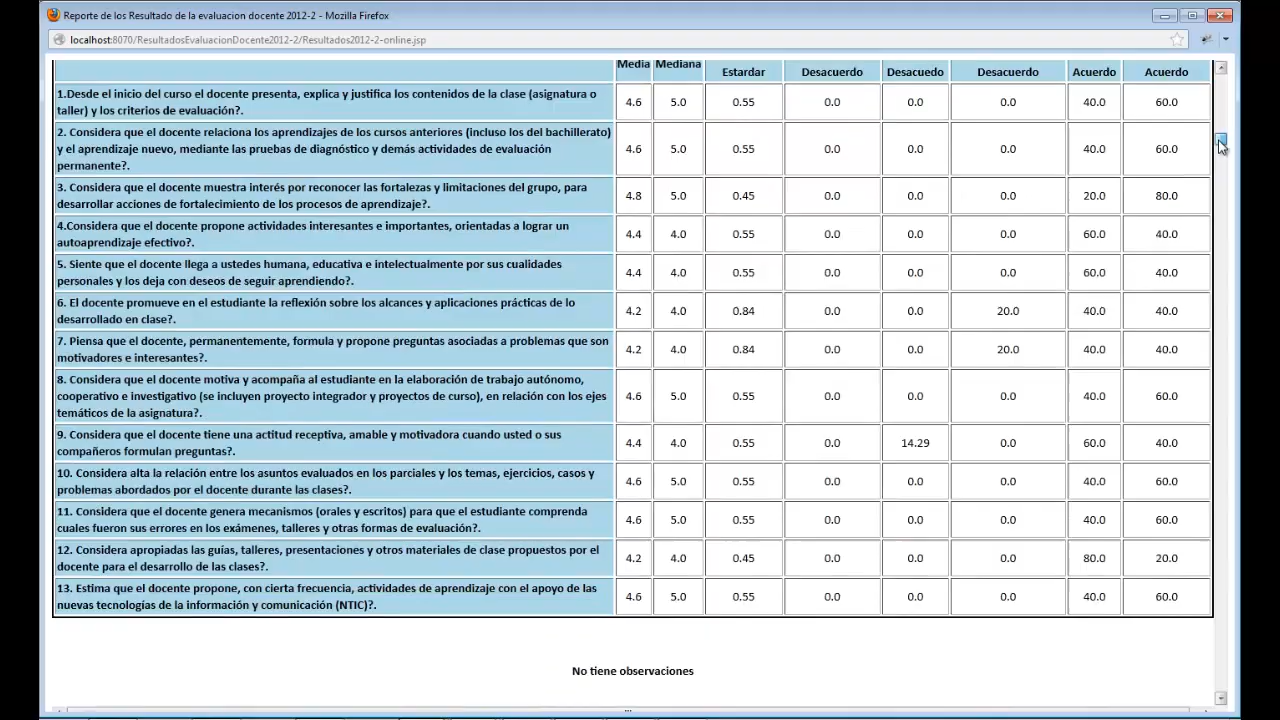 Reporte de los Resultado de la evaluacion docente 2012-2 - Mozilla Firefox
localhost:8070/ResultadosEvaluacionDocente2012-2/Resultados2012-2-online.jsp
Media Mediana Estardar Desacuerdo Desacuedo Desacuerdo Acuerdo Acuerdo
1.Desde el inicio del curso el docente presenta, explica y justifica los contenidos de la clase (asignatura o
taller) y los criterios de evaluación?.
4.6 5.0 0.55 0.0 0.0 0.0 40.0 60.0
2. Considera que el docente relaciona los aprendizajes de los cursos anteriores (incluso los del bachillerato)
y el aprendizaje nuevo, mediante las pruebas de diagnóstico y demás actividades de evaluación
permanente?.
4.6 5.0 0.55 0.0 0.0 0.0 40.0 60.0
3. Considera que el docente muestra interés por reconocer las fortalezas y limitaciones del grupo, para
desarrollar acciones de fortalecimiento de los procesos de aprendizaje?.
4.8 5.0 0.45 0.0 0.0 0.0 20.0 80.0
4.Considera que el docente propone actividades interesantes e importantes, orientadas a lograr un
autoaprendizaje efectivo?.
4.4 4.0 0.55 0.0 0.0 0.0 60.0 40.0
5. Siente que el docente llega a ustedes humana, educativa e intelectualmente por sus cualidades
personales y los deja con deseos de seguir aprendiendo?.
4.4 4.0 0.55 0.0 0.0 0.0 60.0 40.0
6. El docente promueve en el estudiante la reflexión sobre los alcances y aplicaciones prácticas de lo
desarrollado en clase?.
4.2 4.0 0.84 0.0 0.0 20.0 40.0 40.0
7. Piensa que el docente, permanentemente, formula y propone preguntas asociadas a problemas que son
motivadores e interesantes?.
4.2 4.0 0.84 0.0 0.0 20.0 40.0 40.0
8. Considera que el docente motiva y acompaña al estudiante en la elaboración de trabajo autónomo,
cooperativo e investigativo (se incluyen proyecto integrador y proyectos de curso), en relación con los ejes
temáticos de la asignatura?.
4.6 5.0 0.55 0.0 0.0 0.0 40.0 60.0
9. Considera que el docente tiene una actitud receptiva, amable y motivadora cuando usted o sus
compañeros formulan preguntas?.
4.4 4.0 0.55 0.0 14.29 0.0 60.0 40.0
10. Considera alta la relación entre los asuntos evaluados en los parciales y los temas, ejercicios, casos y
problemas abordados por el docente durante las clases?.
4.6 5.0 0.55 0.0 0.0 0.0 40.0 60.0
11. Considera que el docente genera mecanismos (orales y escritos) para que el estudiante comprenda
cuales fueron sus errores en los exámenes, talleres y otras formas de evaluación?.
4.6 5.0 0.55 0.0 0.0 0.0 40.0 60.0
12. Considera apropiadas las guías, talleres, presentaciones y otros materiales de clase propuestos por el
docente para el desarrollo de las clases?.
4.2 4.0 0.45 0.0 0.0 0.0 80.0 20.0
13. Estima que el docente propone, con cierta frecuencia, actividades de aprendizaje con el apoyo de las
nuevas tecnologías de la información y comunicación (NTIC)?.
4.6 5.0 0.55 0.0 0.0 0.0 40.0 60.0
No tiene observaciones